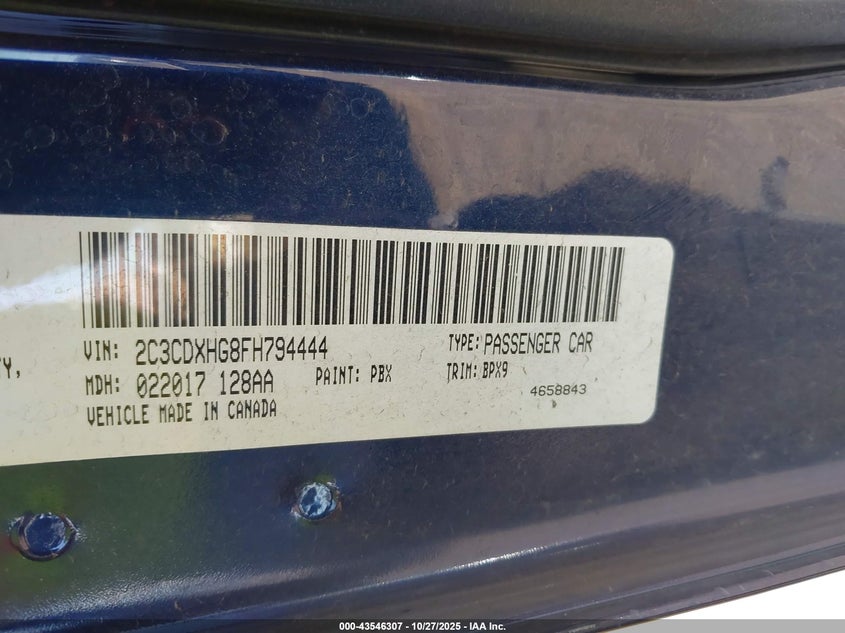 VIN: 2C3CDXHG8FH794444 TYPE: PASSENGER CAR
TY,
MDH: 022017 128AA PAINT: PBX TRIM: BPX9
4658843
VEHICLE MADE IN CANADA
000-43546307 - 10/27/2025 - IAA Inc.